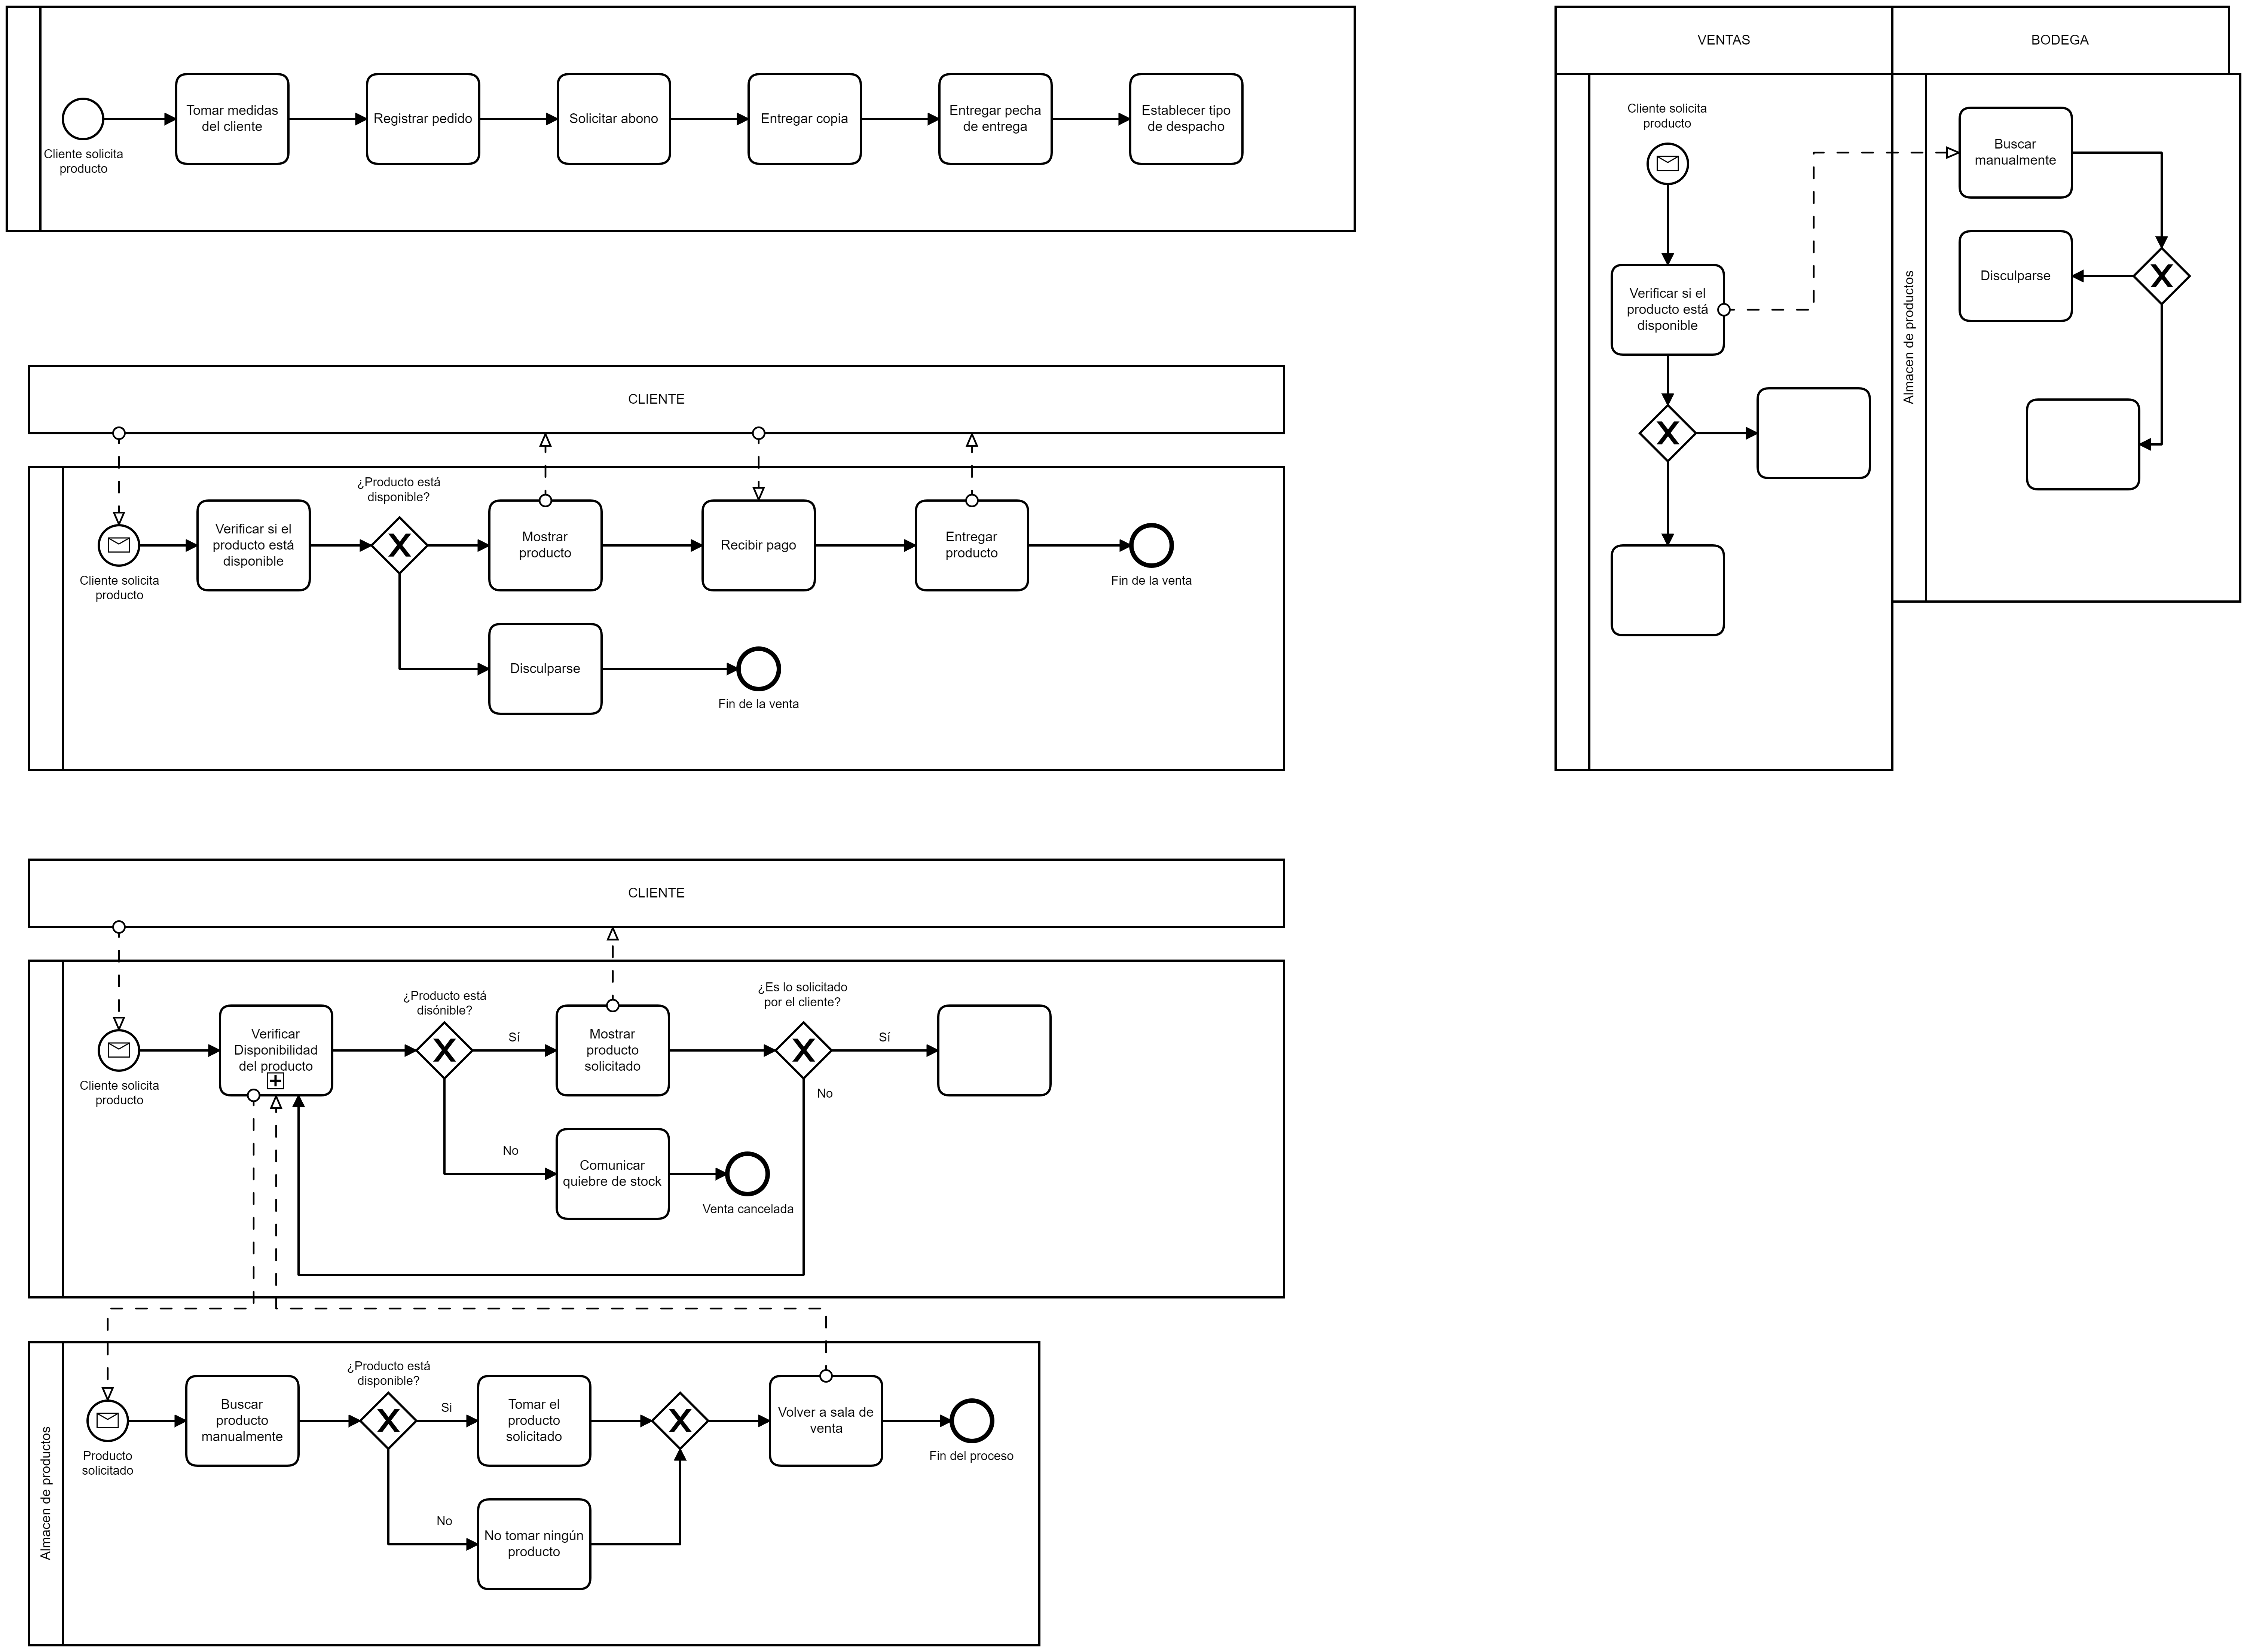 Cliente solicita
producto
Tomar medidas
del cliente
Registrar pedido
Solicitar abono
Entregar copia
Entregar pecha
de entrega
Establecer tipo
de despacho
VENTAS
BODEGA
Cliente solicita
producto
Verificar si el
producto está
disponible
Almacen de productos
Buscar
manualmente
Disculparse
CLIENTE
Cliente solicita
producto
Verificar si el
producto está
disponible
¿Producto está
disponible?
Mostrar
producto
Recibir pago
Entregar
producto
Fin de la venta
Disculparse
Fin de la venta
CLIENTE
Cliente solicita
producto
Verificar
Disponibilidad
del producto
¿Producto está
disónible?
Sí
Mostrar
producto
solicitado
¿Es lo solicitado
por el cliente?
Sí
No
No
Comunicar
quiebre de stock
Venta cancelada
Almacen de productos
Producto
solicitado
Buscar
producto
manualmente
¿Producto está
disponible?
Si
Tomar el
producto
solicitado
Volver a sala de
venta
Fin del proceso
No
No tomar ningún
producto